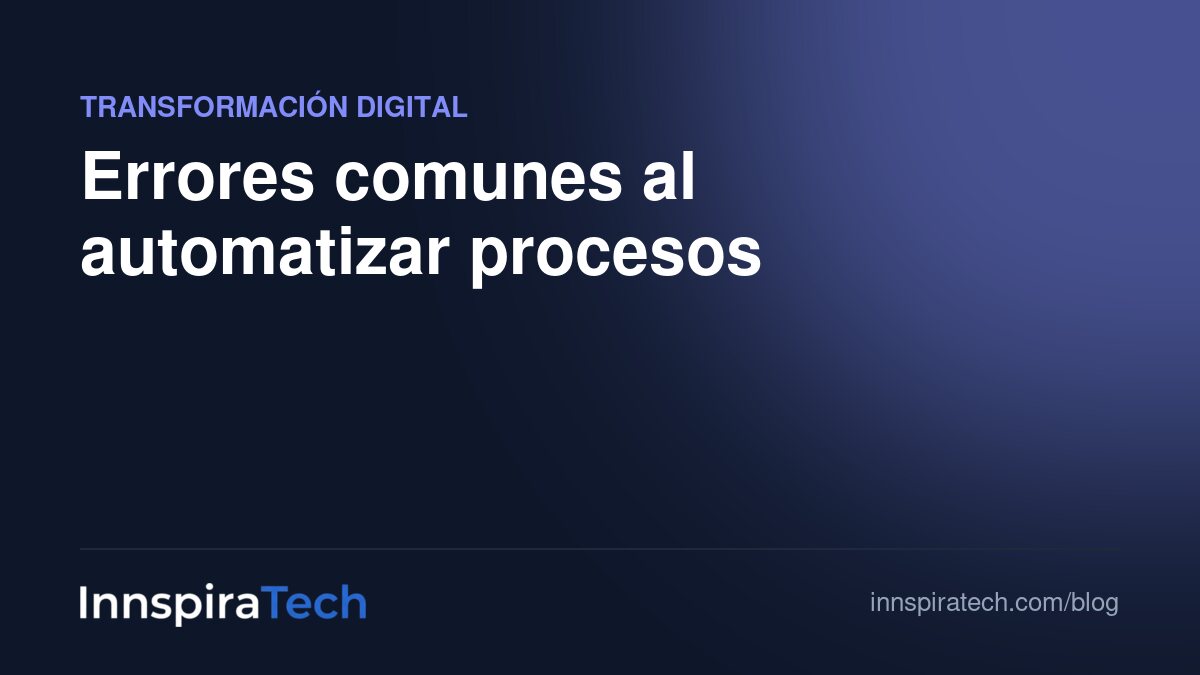 TRANSFORMACIÓN DIGITAL
Errores comunes al
automatizar procesos
InnspiraTech
innspiratech.com/blog